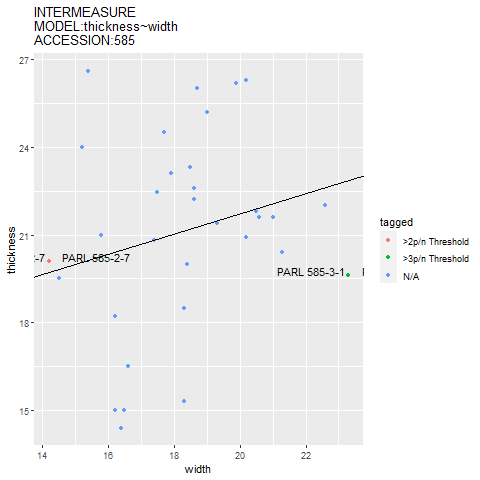 INTERMEASURE
MODEL:thickness~width
ACCESSION:585
27
24
21
18
15
thickness
-7
PARL 585-2-7
PARL 585-3-1
14
16
18
20
22
width
tagged
>2p/n Threshold
>3p/n Threshold
N/A